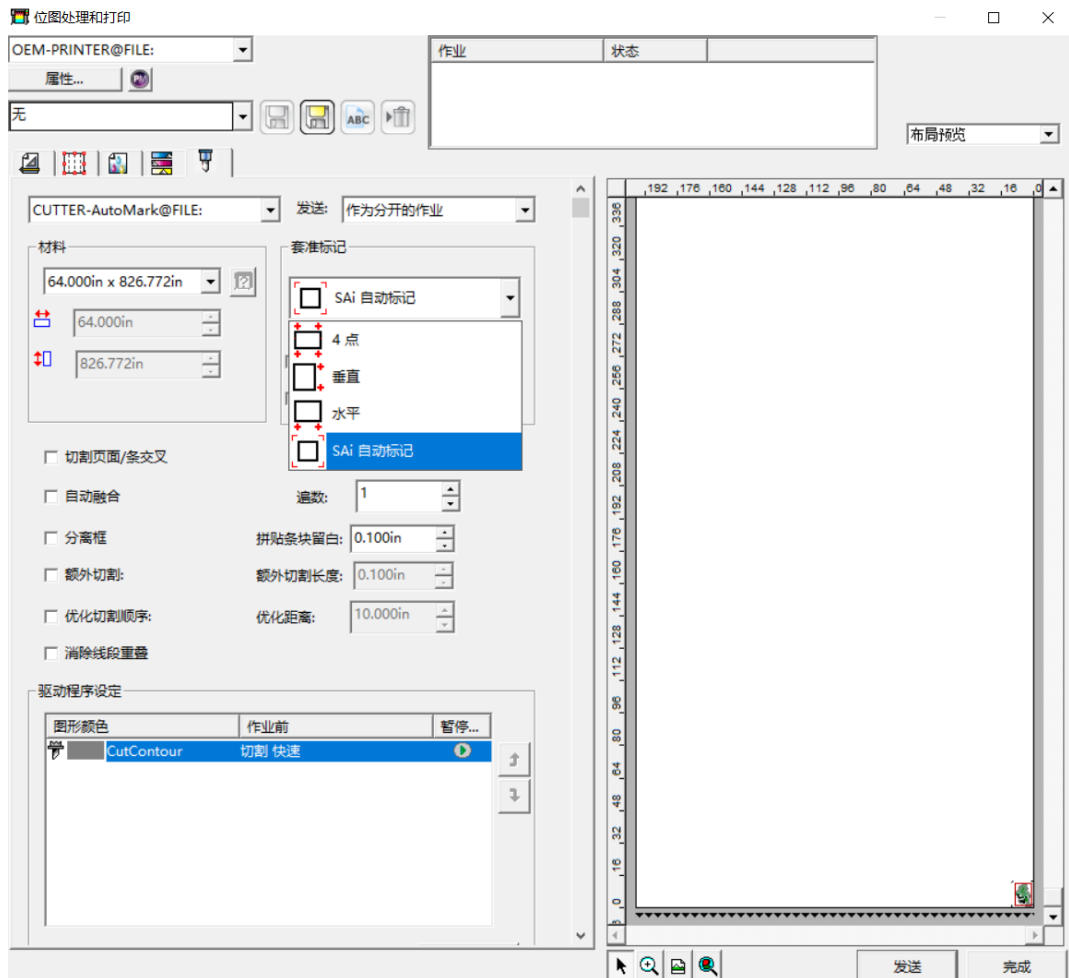 位图处理和打印
OEM-PRINTER@FILE:
作业 状态
属性...
无
ABC
布局预览
CUTTER-AutoMark@FILE: 发送: 作为分开的作业
材料 套准标记
64.000in x 826.772in
SAi 自动标记
64.000in
4 点
826.772in
垂直
水平
SAi 自动标记
切割页面/条交叉
自动融合 遍数: 1
分离框 拼贴条块留白: 0.100in
额外切割: 额外切割长度: 0.100in
优化切割顺序: 优化距离: 10.000in
消除线段重叠
驱动程序设定
图形颜色 作业前 暂停...
CutContour 切割 快速
192 176 160 144 128 112 96 80 64 48 32 16 0
336
320
304
288
272
256
240
224
208
192
176
160
144
128
112
96
80
64
48
32
16
0
发送 完成